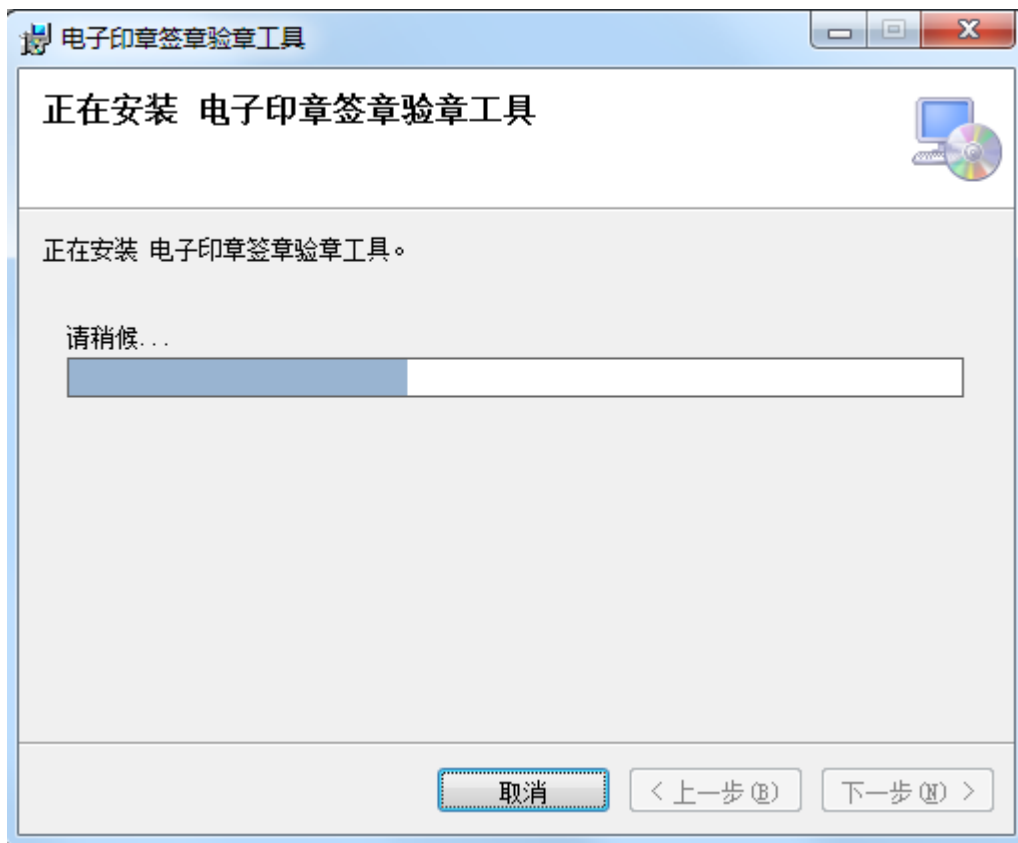 电子印章签章验章工具
正在安装 电子印章签章验章工具
正在安装 电子印章签章验章工具。
请稍候...
取消
< 上一步(B)
下一步(N) >